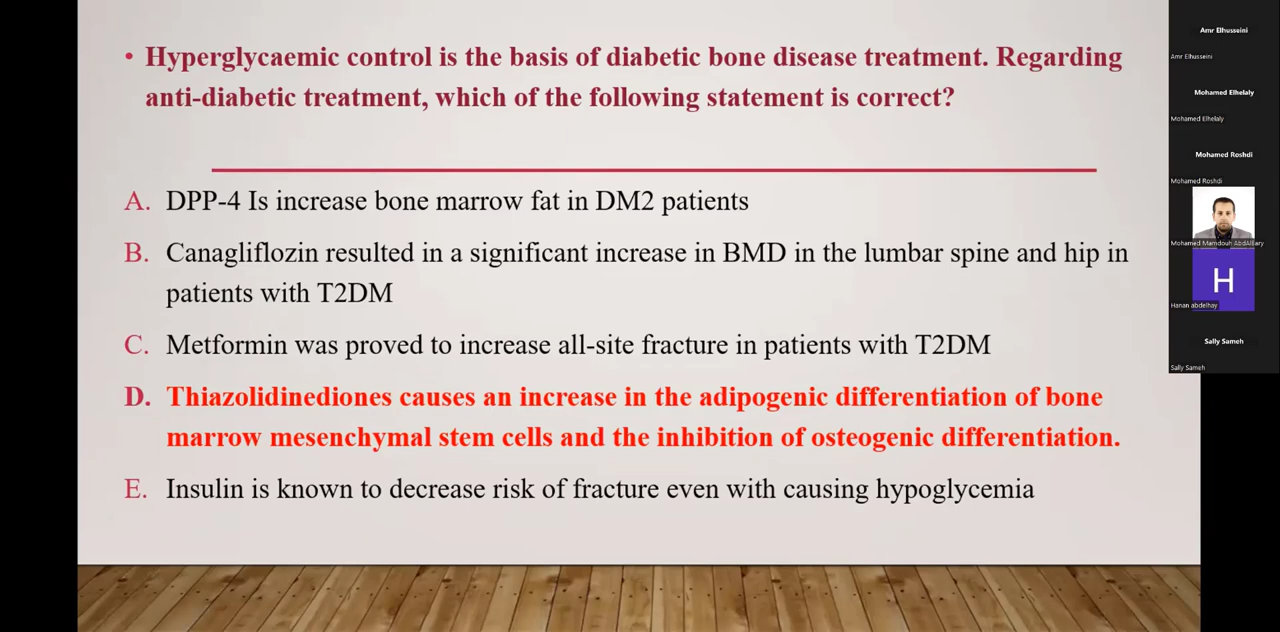 • Hyperglycaemic control is the basis of diabetic bone disease treatment. Regarding
anti-diabetic treatment, which of the following statement is correct?
A. DPP-4 Is increase bone marrow fat in DM2 patients
B. Canagliflozin resulted in a significant increase in BMD in the lumbar spine and hip in
patients with T2DM
C. Metformin was proved to increase all-site fracture in patients with T2DM
D. Thiazolidinediones causes an increase in the adipogenic differentiation of bone
marrow mesenchymal stem cells and the inhibition of osteogenic differentiation.
E. Insulin is known to decrease risk of fracture even with causing hypoglycemia
Amr Elhusseini
Amr Elhusseini
Mohamed Elhelaly
Mohamed Elhelaly
Mohamed Roshdi
Mohamed Roshdi
Mohamed Mamdouh AbdAlBary
H
Hanan abdelhay
Sally Sameh
Sally Sameh